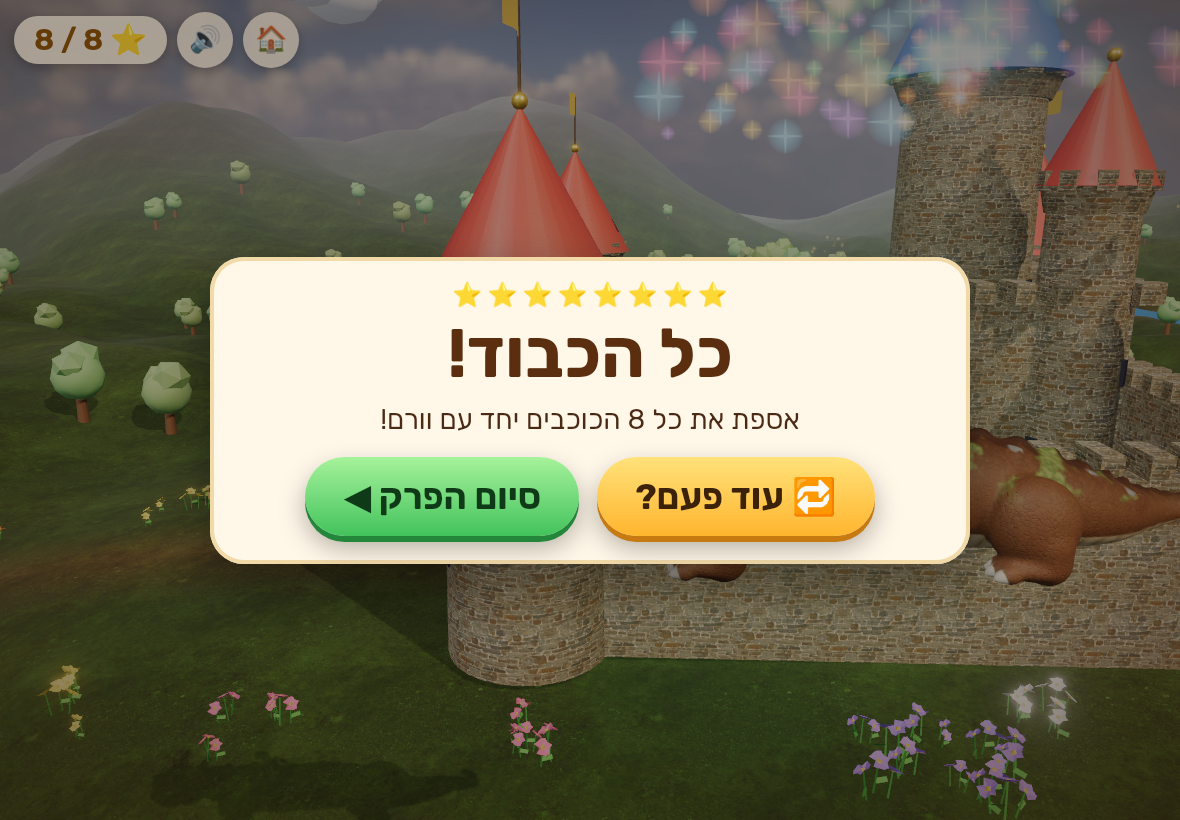 8 / 8 ⭐
כל הכבוד!
אספת את כל 8 הכוכבים יחד עם וורם!
🔁 עוד פעם?
סיום הפרק ◀